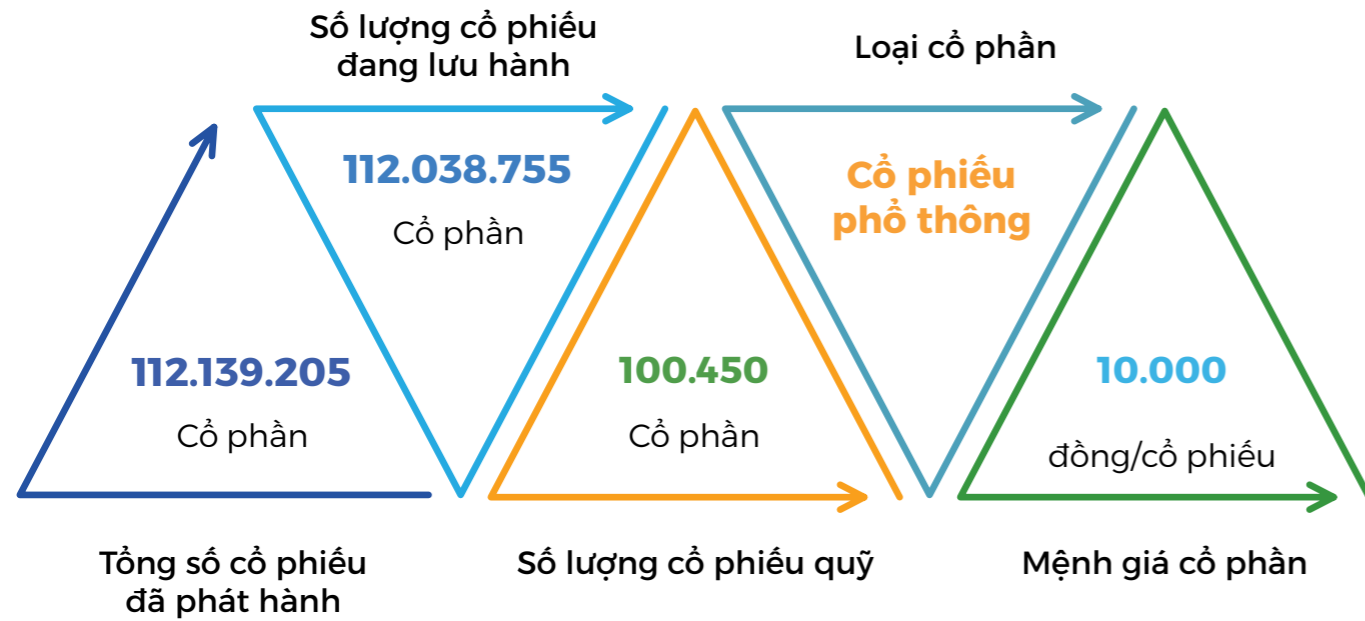 Số lượng cổ phiếu
đang lưu hành
Loại cổ phần
112.038.755
Cổ phần
Cổ phiếu
phổ thông
112.139.205
Cổ phần
100.450
Cổ phần
10.000
đồng/cổ phiếu
Tổng số cổ phiếu
đã phát hành
Số lượng cổ phiếu quỹ
Mệnh giá cổ phần